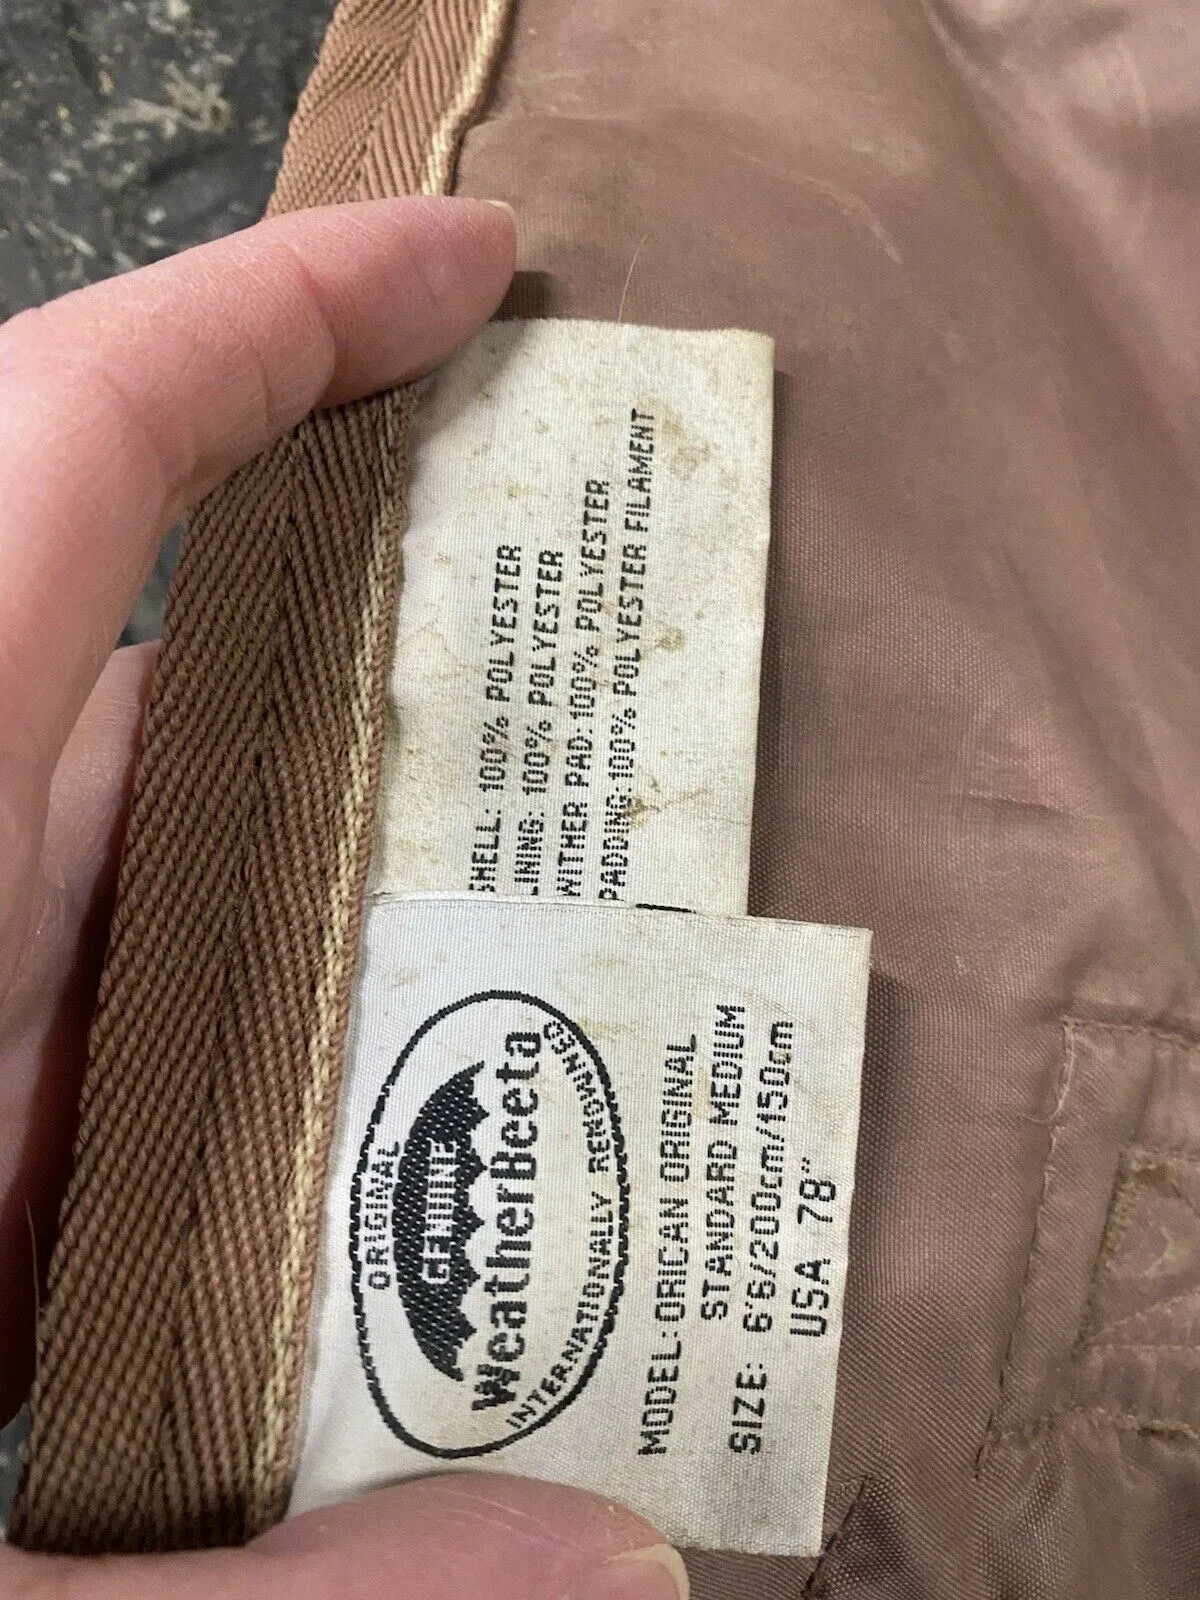 SHELL: 100% POLYESTER
LINING: 100% POLYESTER
WITHER PAD: 100% POLYESTER
PADDING: 100% POLYESTER FILAMENT
ORIGINAL
GENUINE
WeatherBeeta
INTERNATIONALLY RENOWNED
MODEL: ORICAN ORIGINAL
STANDARD MEDIUM
SIZE: 6'6/200cm/150cm
USA 78"